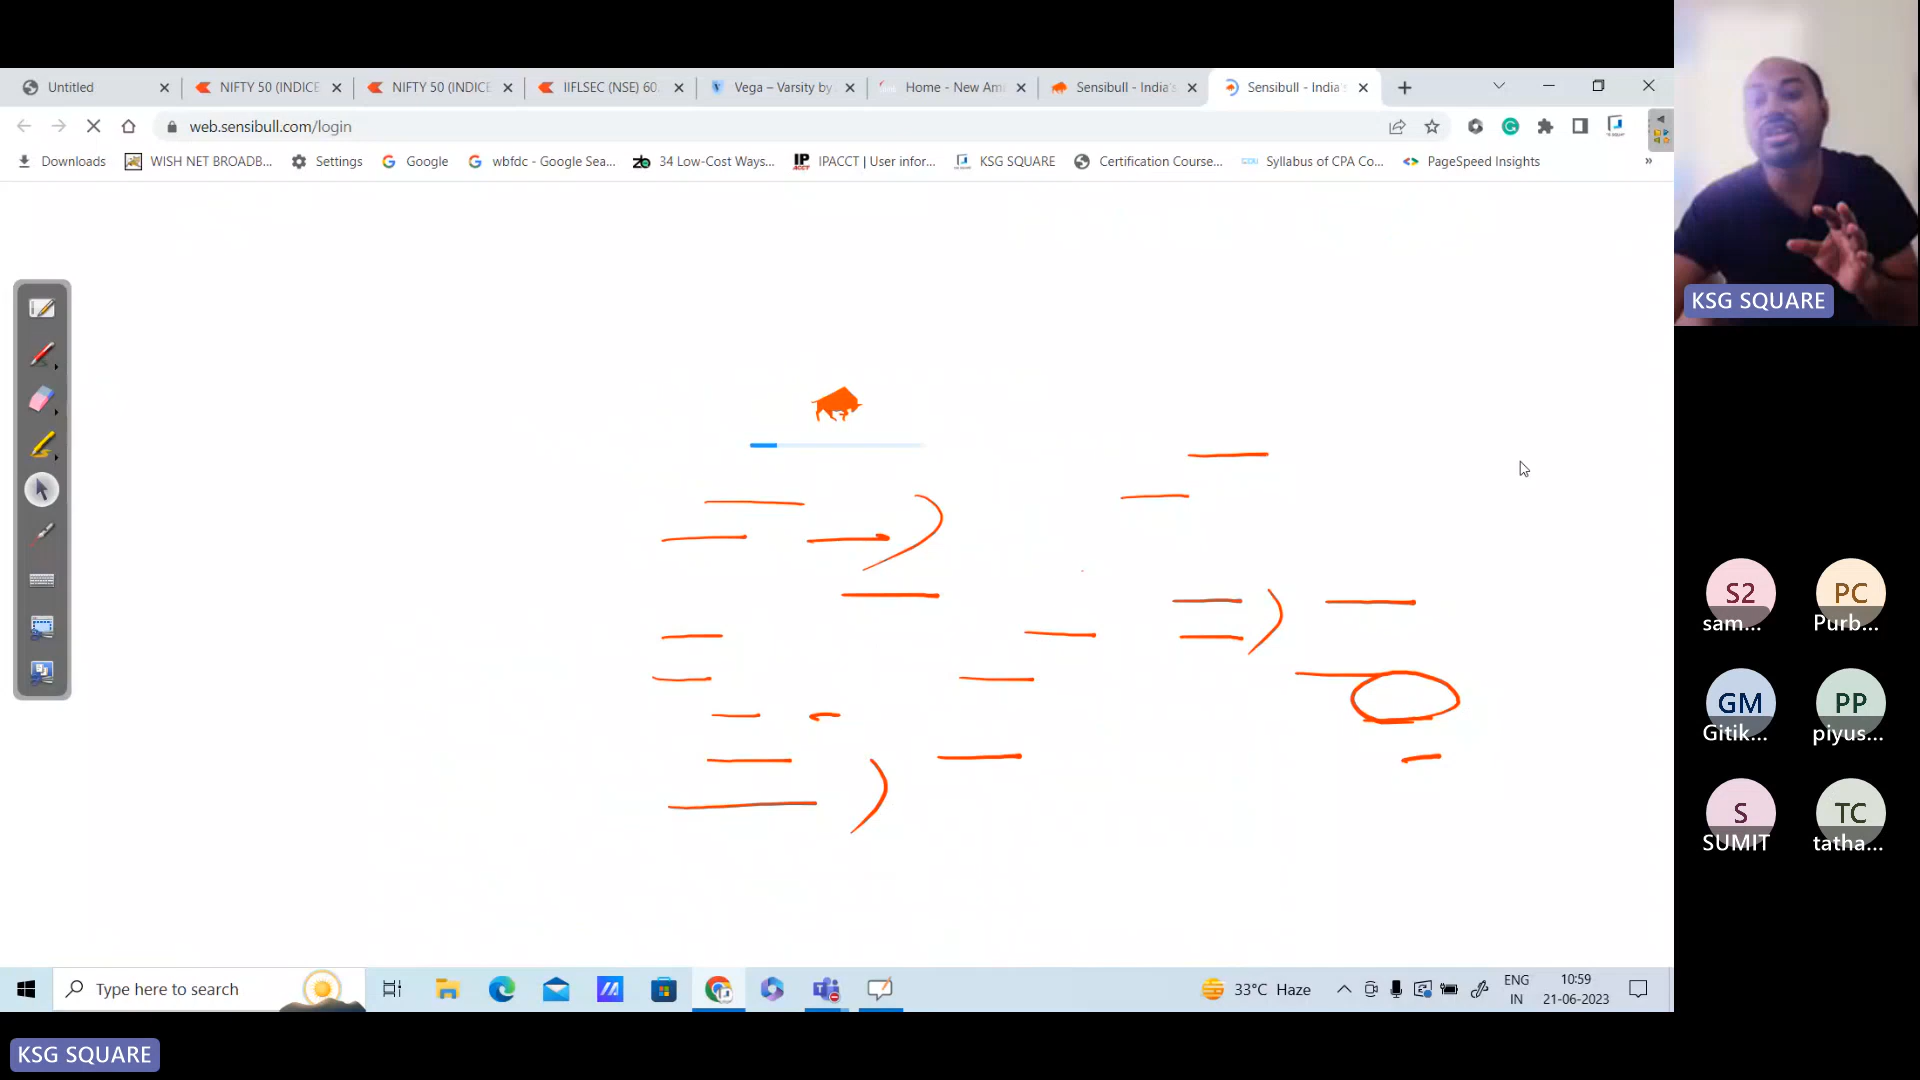 Untitled
NIFTY 50 (INDICE
NIFTY 50 (INDICE
IIFLSEC (NSE) 60.
Vega – Varsity by
Home - New Am
Sensibull - India's
Sensibull - India's
web.sensibull.com/login
Downloads
WISH NET BROADB...
Settings
Google
wbfdc - Google Sea...
34 Low-Cost Ways...
IPACCT | User infor...
KSG SQUARE
Certification Course...
Syllabus of CPA Co...
PageSpeed Insights
KSG SQUARE
S2
sam...
PC
Purb...
GM
Gitik...
PP
piyus...
S
SUMIT
TC
tatha...
Type here to search
33°C Haze
ENG
IN
10:59
21-06-2023
KSG SQUARE